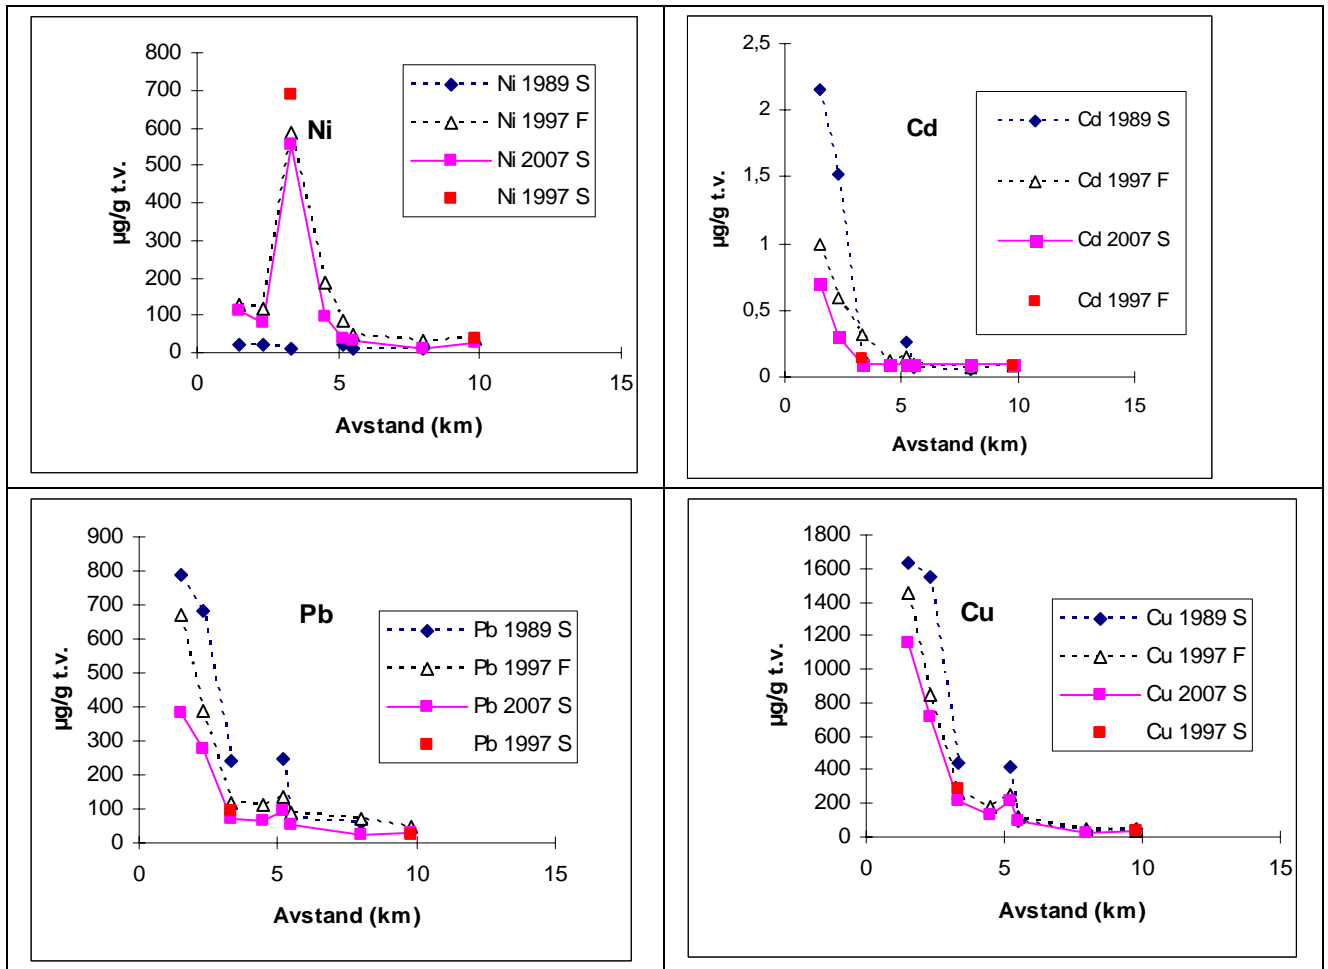 Ni
800
700
600
500
400
300
200
100
0
0 5 10 15
µg/g t.v.
Avstand (km)
Ni 1989 S
Ni 1997 F
Ni 2007 S
Ni 1997 S
Cd
2,5
2
1,5
1
0,5
0
0 5 10 15
µg/g t.v.
Avstand (km)
Cd 1989 S
Cd 1997 F
Cd 2007 S
Cd 1997 F
Pb
900
800
700
600
500
400
300
200
100
0
0 5 10 15
µg/g t.v.
Avstand (km)
Pb 1989 S
Pb 1997 F
Pb 2007 S
Pb 1997 S
Cu
1800
1600
1400
1200
1000
800
600
400
200
0
0 5 10 15
µg/g t.v.
Avstand (km)
Cu 1989 S
Cu 1997 F
Cu 2007 S
Cu 1997 S